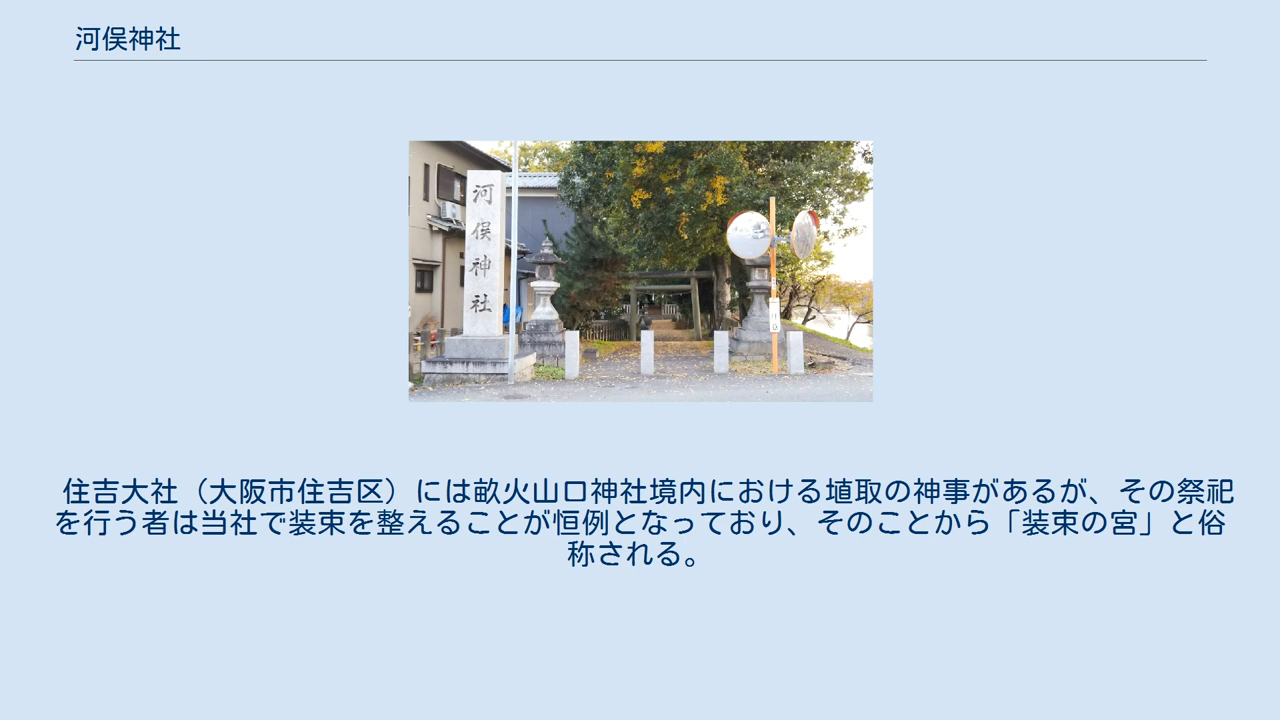 河俣神社
河俣神社
住吉大社（大阪市住吉区）には畝火山口神社境内における埴取の神事があるが、その祭祀
を行う者は当社で装束を整えることが恒例となっており、そのことから「装束の宮」と俗
称される。